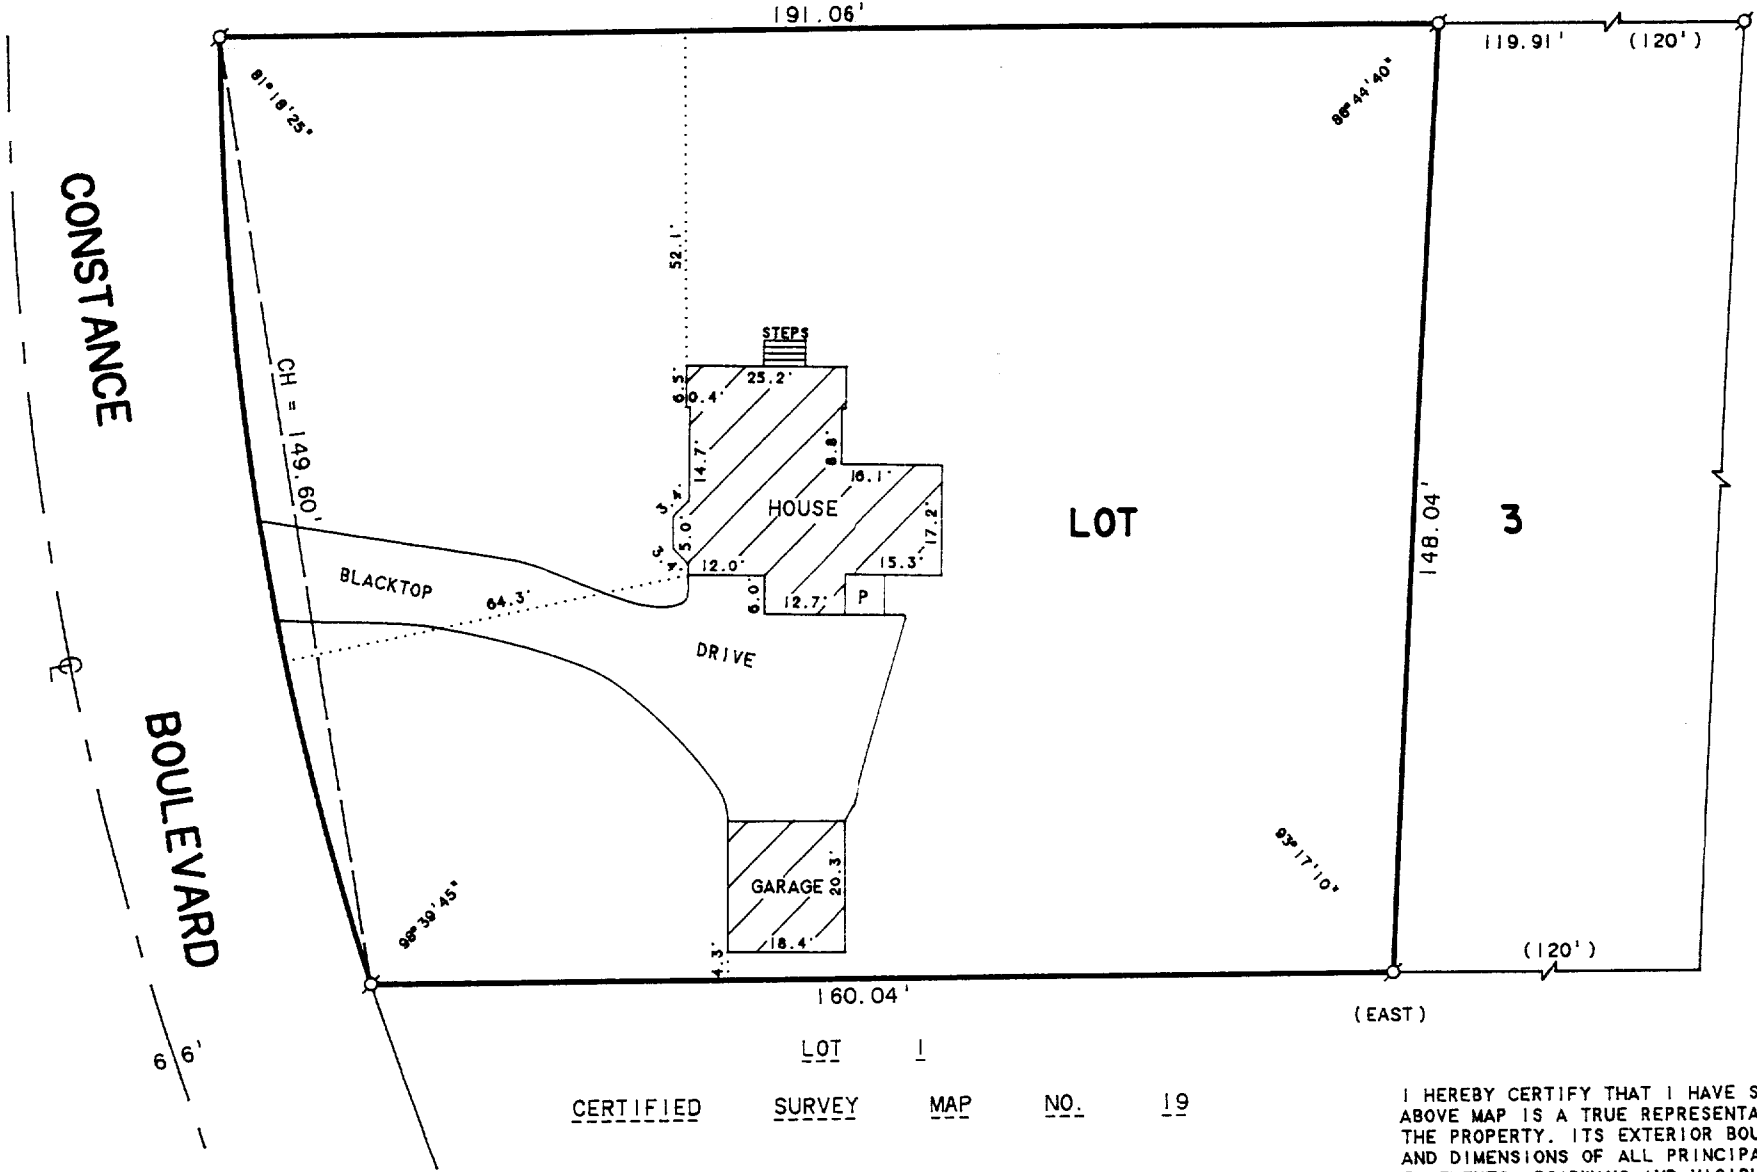 191.06'
119.91' (120')
81°18'25"
86°44'40"
CONSTANCE
52.1'
STEPS
25.2'
6.5'
0.4'
CH = 149.60'
14.7'
8.8'
16.1'
3.4'
HOUSE
LOT 3
5.0'
17.2'
148.04'
3.4'
12.0'
15.3'
BLACKTOP
64.3'
6.0'
12.7'
P
DRIVE
BOULEVARD
GARAGE
20.3'
93°17'10"
98°39'45"
18.4'
4.3'
(120')
160.04'
(EAST)
66'
LOT 1
CERTIFIED SURVEY MAP NO. 19
I HEREBY CERTIFY THAT I HAVE S
ABOVE MAP IS A TRUE REPRESENTA
THE PROPERTY. ITS EXTERIOR BOU
AND DIMENSIONS OF ALL PRINCIPA